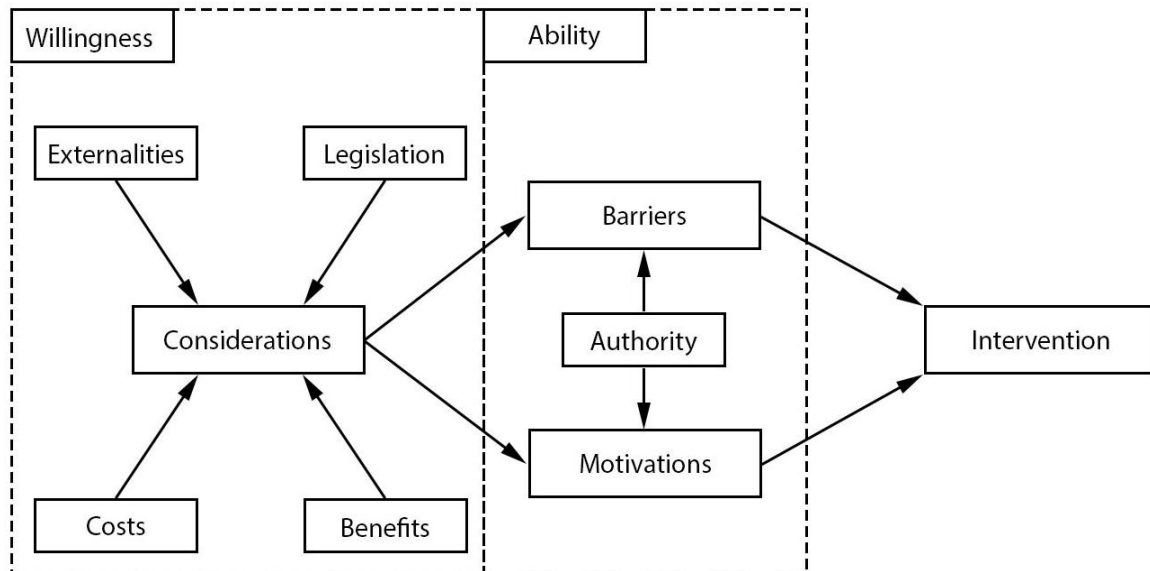 Willingness
Ability
Externalities
Legislation
Barriers
Considerations
Authority
Intervention
Motivations
Costs
Benefits